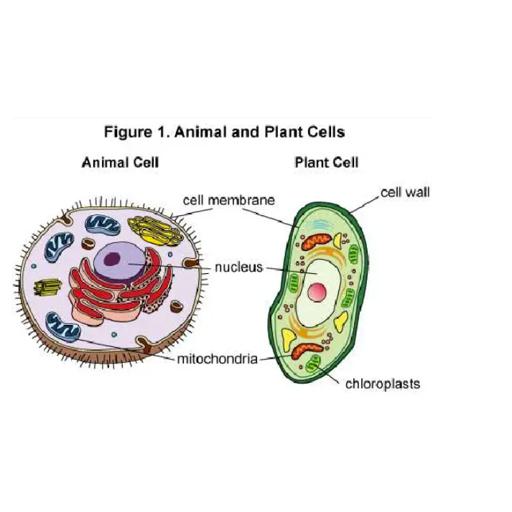 Figure 1. Animal and Plant Cells
Animal Cell
Plant Cell
cell membrane
cell wall
nucleus
mitochondria
chloroplasts